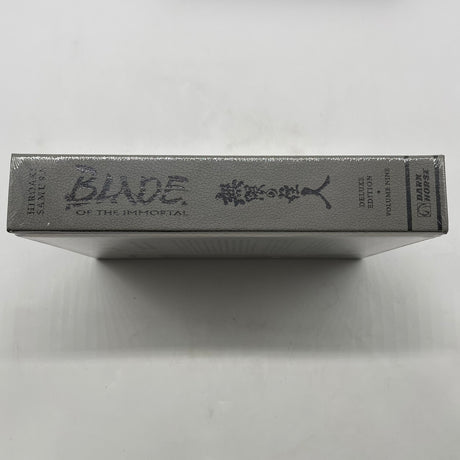 HIROAKI
SAMURA
BLADE
OF THE IMMORTAL
無限の住人
DELUXE
EDITION
VOLUME NINE
DARK
HORSE